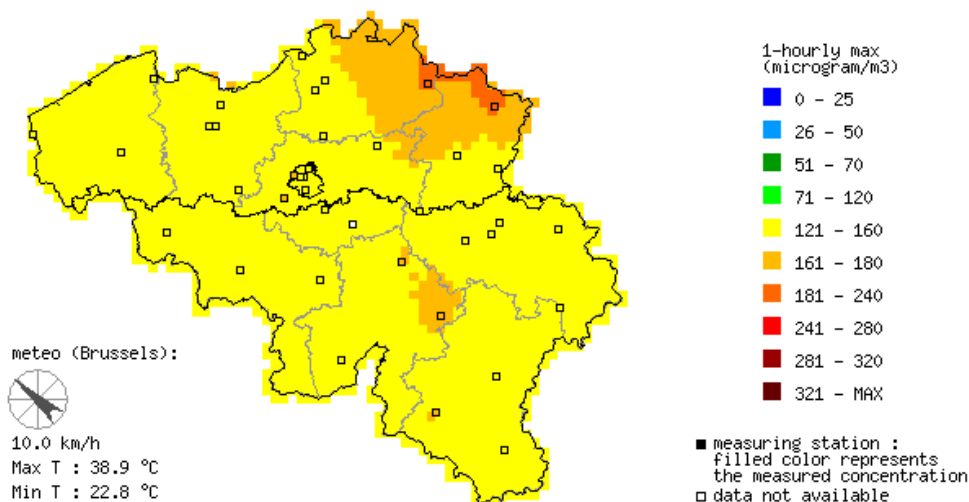 1-hourly max
(microgram/m3)
0 - 25
26 - 50
51 - 70
71 - 120
121 - 160
161 - 180
181 - 240
241 - 280
281 - 320
321 - MAX
meteo (Brussels):
10.0 km/h
Max T : 38.9 °C
Min T : 22.8 °C
measuring station :
filled color represents
the measured concentration
data not available